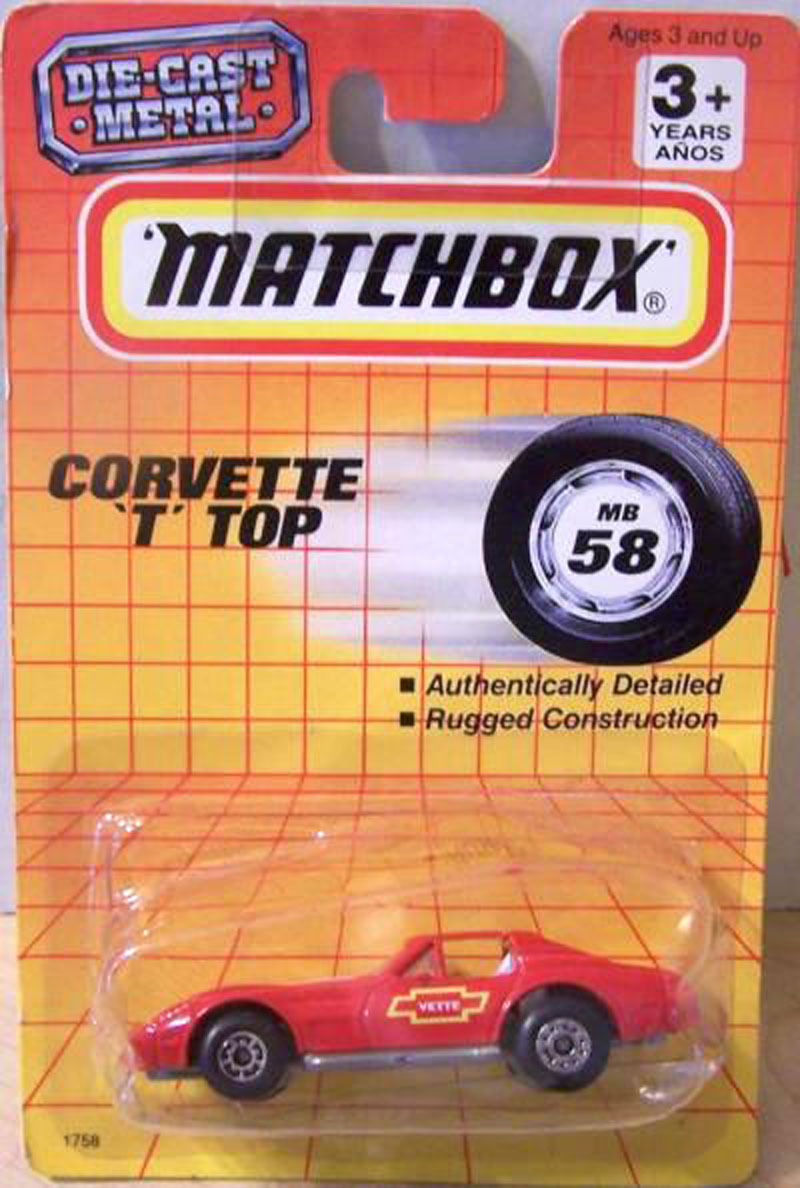 DIE-CAST
• METAL •
Ages 3 and Up
3+
YEARS
AÑOS
'MATCHBOX'®
CORVETTE
'T' TOP
MB
58
■ Authentically Detailed
■ Rugged Construction
VETTE
1758